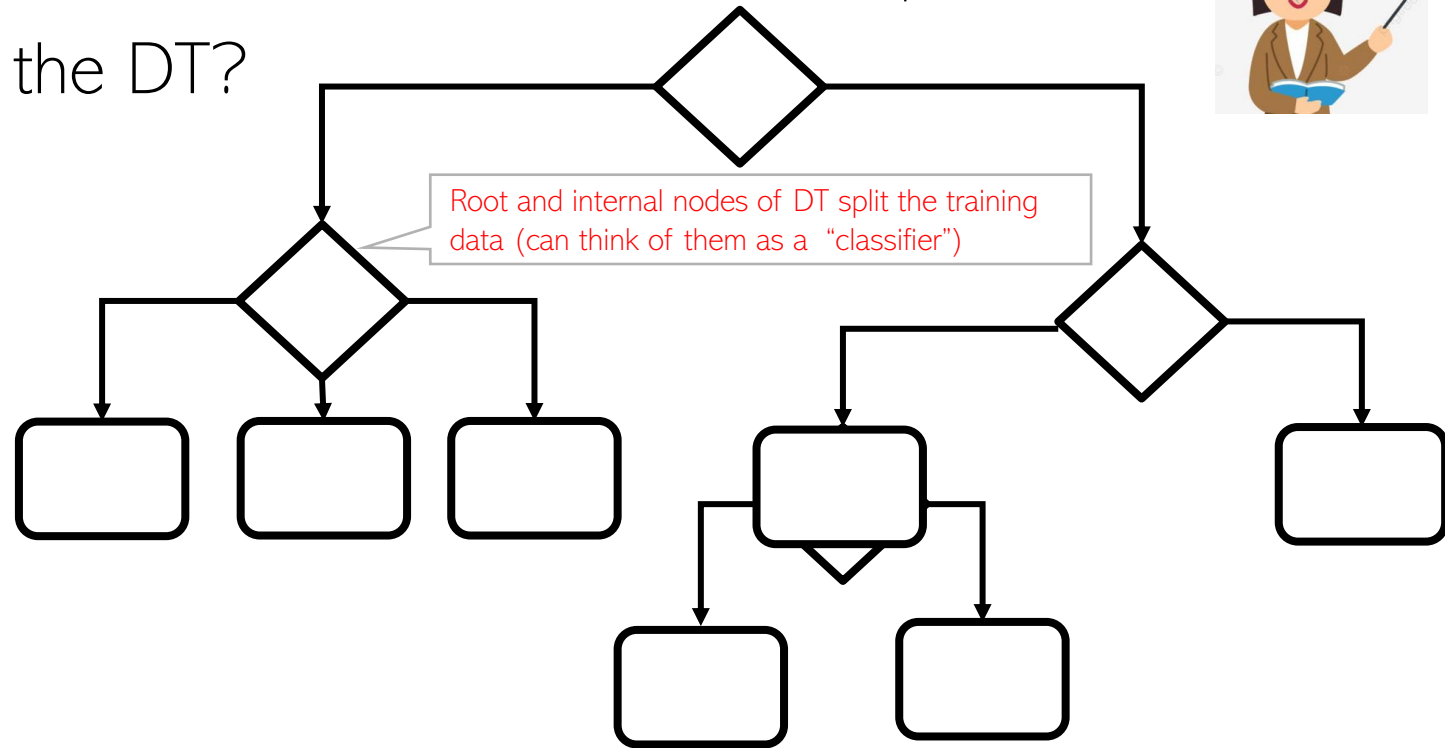 the DT?
Root and internal nodes of DT split the training
data (can think of them as a “classifier”)